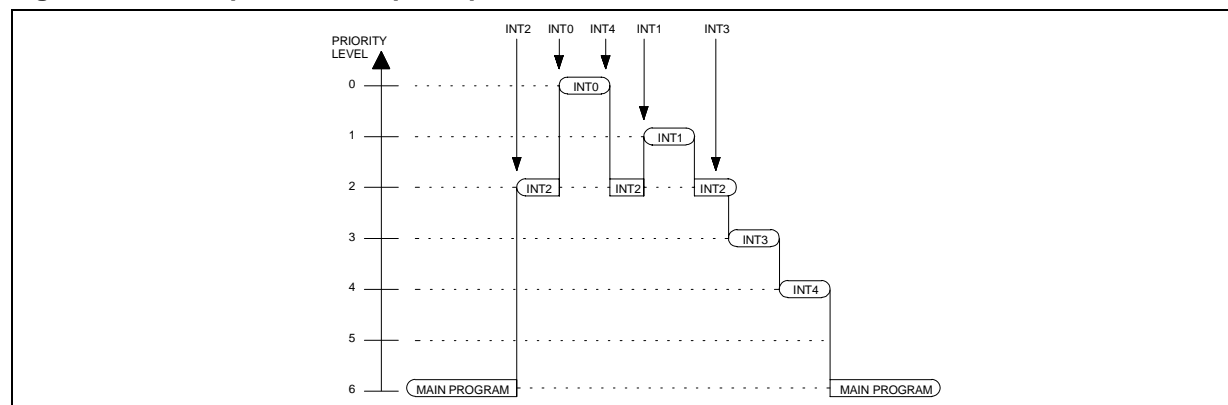 INT2 INT0 INT4 INT1 INT3
PRIORITY
LEVEL
0
INT0
1
INT1
2
INT2
INT2
INT2
3
INT3
4
INT4
5
6
MAIN PROGRAM
MAIN PROGRAM